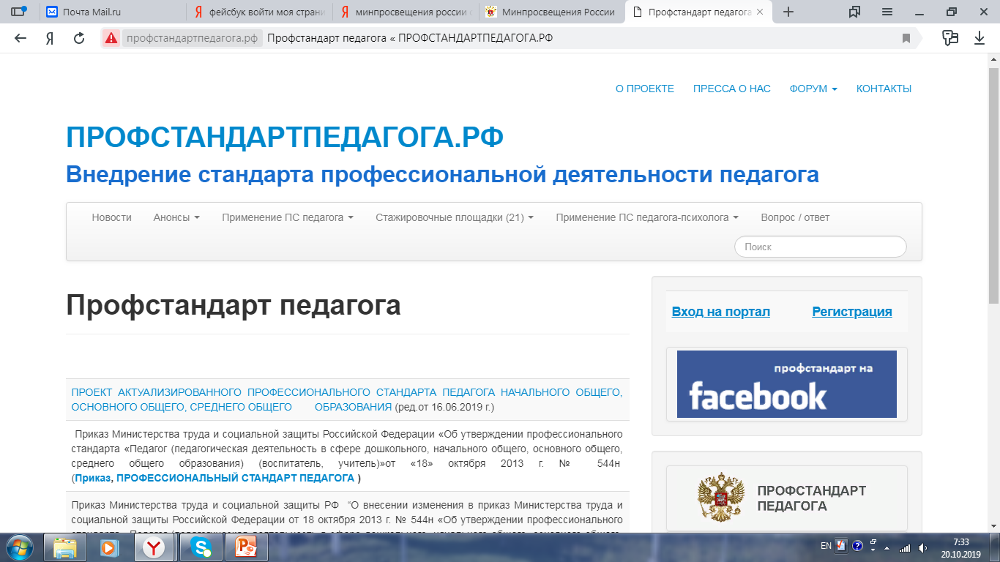 Почта Mail.ru
фейсбук войти моя страни
минпросвещения россии
Минпросвещения России
Профстандарт педагога
профстандартпедагога.рф Профстандарт педагога « ПРОФСТАНДАРТПЕДАГОГА.РФ
О ПРОЕКТЕ ПРЕССА О НАС ФОРУМ КОНТАКТЫ
ПРОФСТАНДАРТПЕДАГОГА.РФ
Внедрение стандарта профессиональной деятельности педагога
Новости Анонсы Применение ПС педагога Стажировочные площадки (21) Применение ПС педагога-психолога Вопрос / ответ
Поиск
Профстандарт педагога
ПРОЕКТ АКТУАЛИЗИРОВАННОГО ПРОФЕССИОНАЛЬНОГО СТАНДАРТА ПЕДАГОГА НАЧАЛЬНОГО ОБЩЕГО,
ОСНОВНОГО ОБЩЕГО, СРЕДНЕГО ОБЩЕГО ОБРАЗОВАНИЯ (ред.от 16.06.2019 г.)
Приказ Министерства труда и социальной защиты Российской Федерации «Об утверждении профессионального
стандарта «Педагог (педагогическая деятельность в сфере дошкольного, начального общего, основного общего,
среднего общего образования) (воспитатель, учитель)»от «18» октября 2013 г. № 544н
(Приказ, ПРОФЕССИОНАЛЬНЫЙ СТАНДАРТ ПЕДАГОГА )
Приказ Министерства труда и социальной защиты РФ “О внесении изменения в приказ Министерства труда и
социальной защиты Российской Федерации от 18 октября 2013 г. № 544н «Об утверждении профессионального
Вход на портал Регистрация
профстандарт на
facebook
ПРОФСТАНДАРТ
ПЕДАГОГА
EN
7:33
20.10.2019